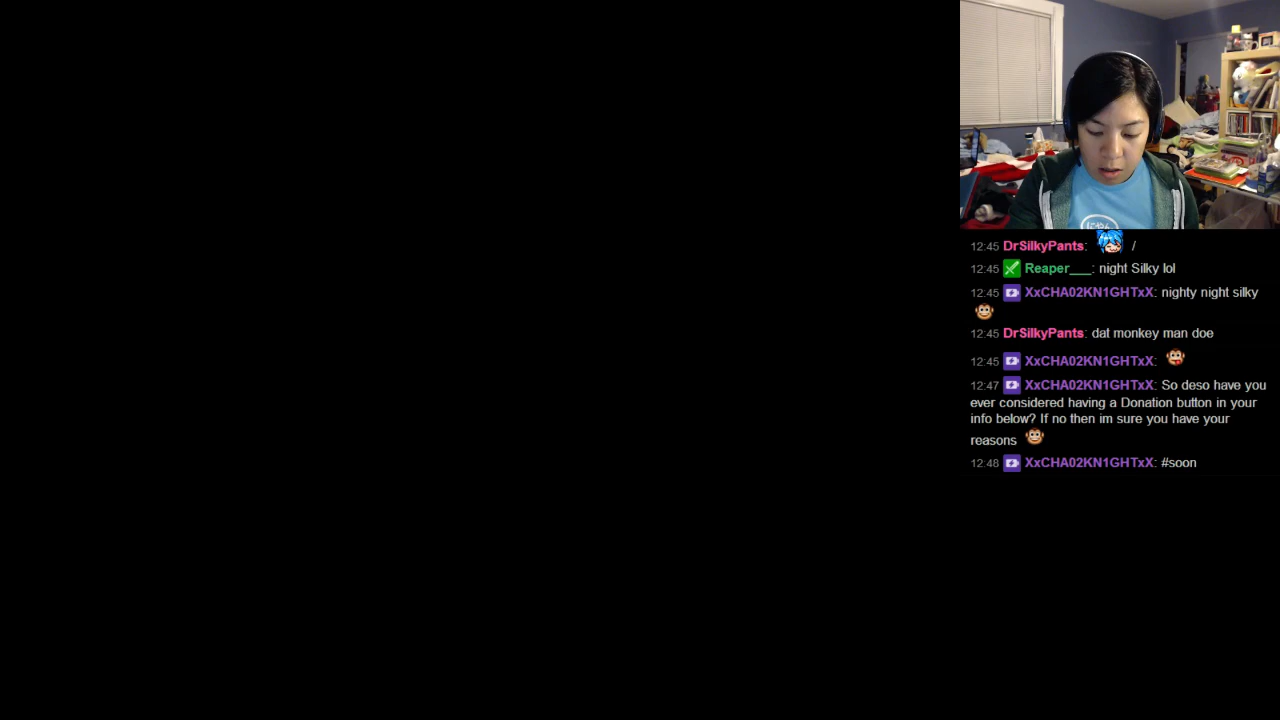 12:45 DrSilkyPants: /
12:45 Reaper___: night Silky lol
12:45 XxCHA02KN1GHTxX: nighty night silky
12:45 DrSilkyPants: dat monkey man doe
12:45 XxCHA02KN1GHTxX:
12:47 XxCHA02KN1GHTxX: So deso have you
ever considered having a Donation button in your
info below? If no then im sure you have your
reasons
12:48 XxCHA02KN1GHTxX: #soon